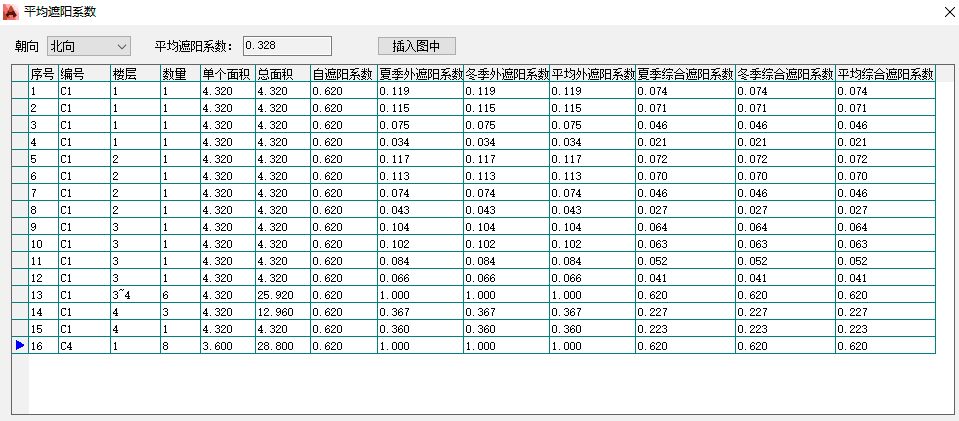 平均遮阳系数
朝向 北向 平均遮阳系数： 0.328 插入图中
序号 编号 楼层 数量 单个面积 总面积 自遮阳系数 夏季外遮阳系数 冬季外遮阳系数 平均外遮阳系数 夏季综合遮阳系数 冬季综合遮阳系数 平均综合遮阳系数
1 C1 1 1 4.320 4.320 0.620 0.119 0.119 0.119 0.074 0.074 0.074
2 C1 1 1 4.320 4.320 0.620 0.115 0.115 0.115 0.071 0.071 0.071
3 C1 1 1 4.320 4.320 0.620 0.075 0.075 0.075 0.046 0.046 0.046
4 C1 1 1 4.320 4.320 0.620 0.034 0.034 0.034 0.021 0.021 0.021
5 C1 2 1 4.320 4.320 0.620 0.117 0.117 0.117 0.072 0.072 0.072
6 C1 2 1 4.320 4.320 0.620 0.113 0.113 0.113 0.070 0.070 0.070
7 C1 2 1 4.320 4.320 0.620 0.074 0.074 0.074 0.046 0.046 0.046
8 C1 2 1 4.320 4.320 0.620 0.043 0.043 0.043 0.027 0.027 0.027
9 C1 3 1 4.320 4.320 0.620 0.104 0.104 0.104 0.064 0.064 0.064
10 C1 3 1 4.320 4.320 0.620 0.102 0.102 0.102 0.063 0.063 0.063
11 C1 3 1 4.320 4.320 0.620 0.084 0.084 0.084 0.052 0.052 0.052
12 C1 3 1 4.320 4.320 0.620 0.066 0.066 0.066 0.041 0.041 0.041
13 C1 3~4 6 4.320 25.920 0.620 1.000 1.000 1.000 0.620 0.620 0.620
14 C1 4 3 4.320 12.960 0.620 0.367 0.367 0.367 0.227 0.227 0.227
15 C1 4 1 4.320 4.320 0.620 0.360 0.360 0.360 0.223 0.223 0.223
16 C4 1 8 3.600 28.800 0.620 1.000 1.000 1.000 0.620 0.620 0.620